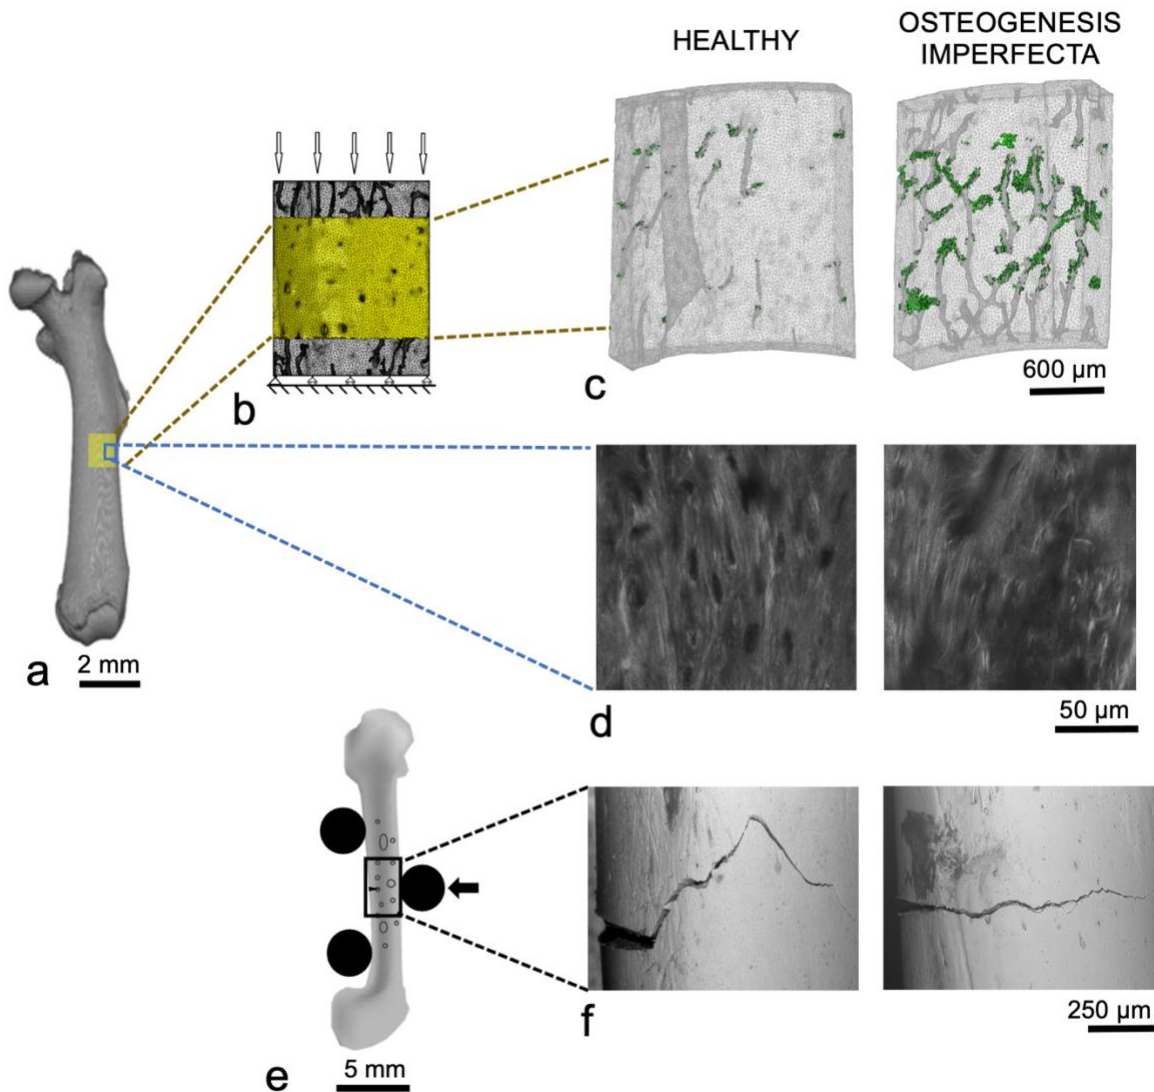 HEALTHY
OSTEOGENESIS
IMPERFECTA
b
c
600 µm
a
2 mm
d
50 µm
e
5 mm
f
250 µm